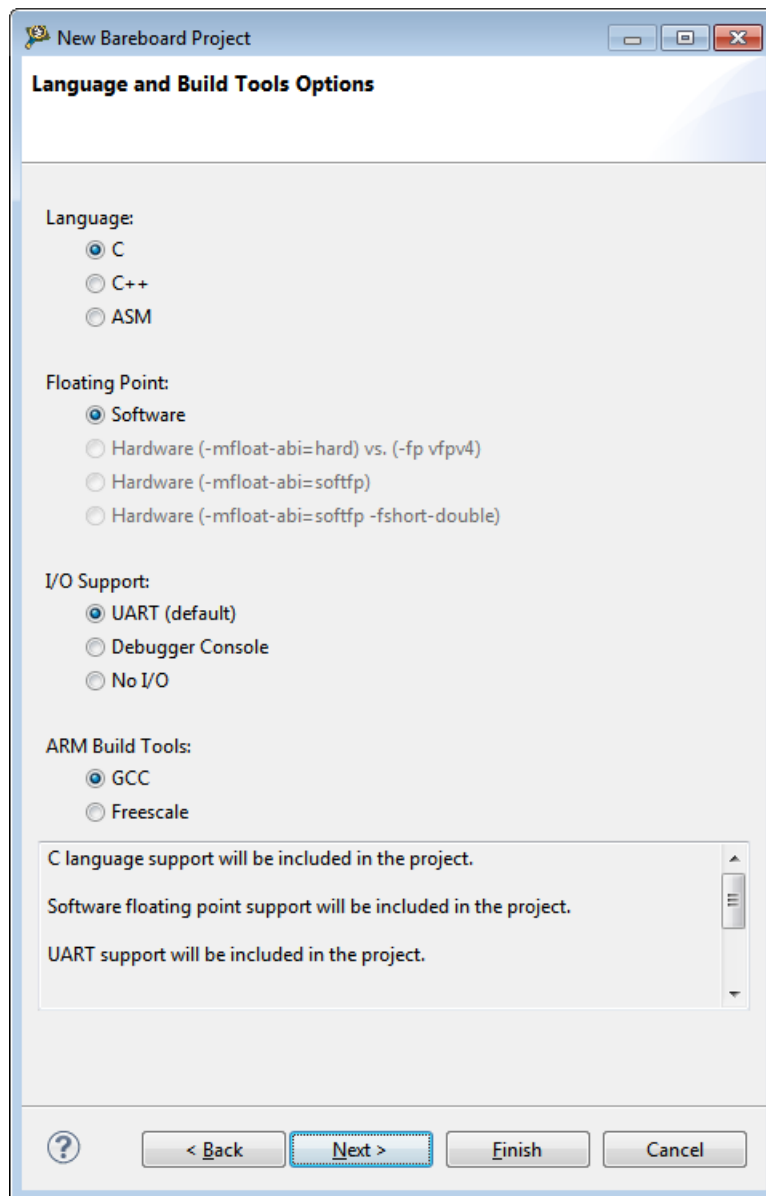 New Bareboard Project
Language and Build Tools Options
Language:
C
C++
ASM
Floating Point:
Software
Hardware (-mfloat-abi=hard) vs. (-fp vfpv4)
Hardware (-mfloat-abi=softfp)
Hardware (-mfloat-abi=softfp -fshort-double)
I/O Support:
UART (default)
Debugger Console
No I/O
ARM Build Tools:
GCC
Freescale
C language support will be included in the project.
Software floating point support will be included in the project.
UART support will be included in the project.
? < Back Next > Finish Cancel